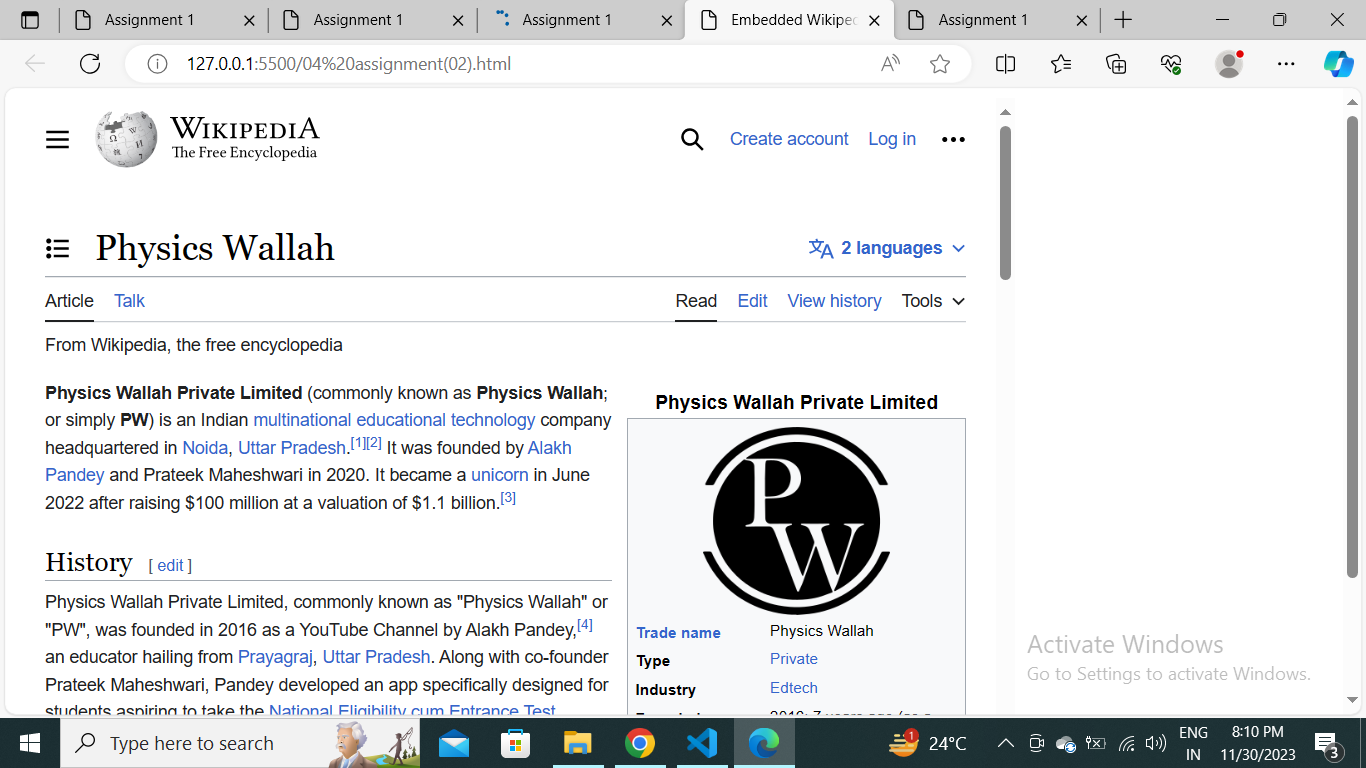 Assignment 1
Assignment 1
Assignment 1
Embedded Wikiped
Assignment 1
127.0.0.1:5500/04%20assignment(02).html
WIKIPEDIA
The Free Encyclopedia
Create account
Log in
Physics Wallah
2 languages
Article
Talk
Read
Edit
View history
Tools
From Wikipedia, the free encyclopedia
Physics Wallah Private Limited (commonly known as Physics Wallah;
or simply PW) is an Indian multinational educational technology company
headquartered in Noida, Uttar Pradesh.[1][2] It was founded by Alakh
Pandey and Prateek Maheshwari in 2020. It became a unicorn in June
2022 after raising $100 million at a valuation of $1.1 billion.[3]
History [ edit ]
Physics Wallah Private Limited, commonly known as "Physics Wallah" or
"PW", was founded in 2016 as a YouTube Channel by Alakh Pandey,[4]
an educator hailing from Prayagraj, Uttar Pradesh. Along with co-founder
Prateek Maheshwari, Pandey developed an app specifically designed for
students aspiring to take the National Eligibility cum Entrance Test
Physics Wallah Private Limited
PW
Trade name Physics Wallah
Type Private
Industry Edtech
Activate Windows
Go to Settings to activate Windows.
Type here to search
1
24°C
ENG
IN
8:10 PM
11/30/2023
3